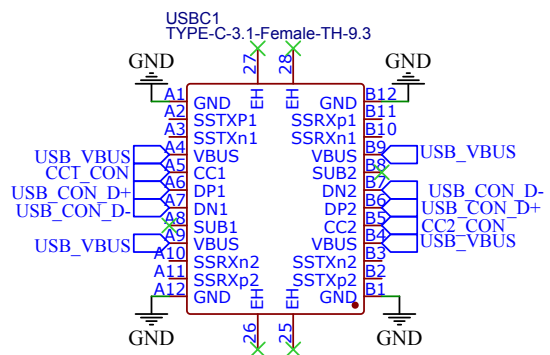 USBC1
TYPE-C-3.1-Female-TH-9.3
GND 27 28 GND
EH EH
A1 GND GND B12
A2 SSTXP1 SSRXp1 B11
A3 SSTXn1 SSRXn1 B10
USB_VBUS A4 VBUS VBUS B9 USB_VBUS
CC1_CON A5 CC1 SUB2 B8
USB_CON_D+ A6 DP1 DN2 B7 USB_CON_D-
USB_CON_D- A7 DN1 DP2 B6 USB_CON_D+
A8 SUB1 CC2 B5 CC2_CON
USB_VBUS A9 VBUS VBUS B4 USB_VBUS
A10 SSRXn2 SSTXn2 B3
A11 SSRXp2 SSTXp2 B2
A12 GND GND B1
EH EH
GND 26 25 GND